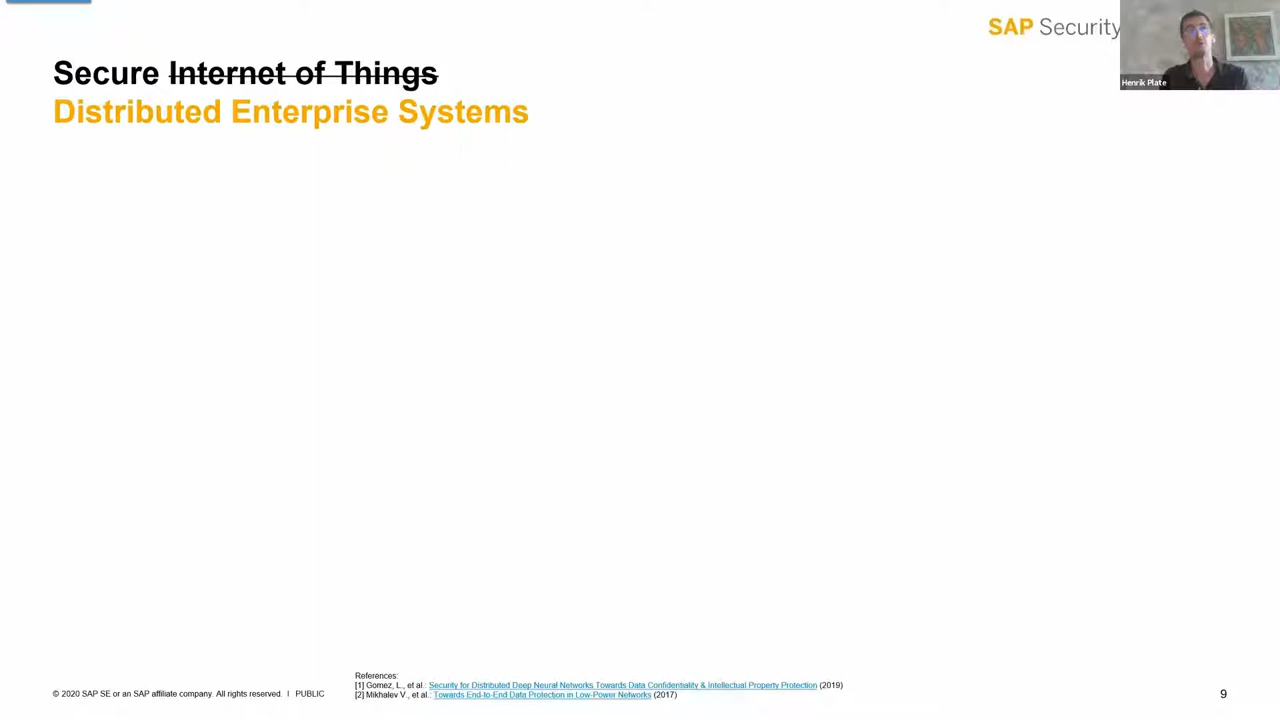 SAP Security
Henrik Plate
Secure Internet of Things
Distributed Enterprise Systems
References:
[1] Gomez, L., et al.: Security for Distributed Deep Neural Networks Towards Data Confidentiality & Intellectual Property Protection (2019)
[2] Mikhalev V., et al.: Towards End-to-End Data Protection in Low-Power Networks (2017)
© 2020 SAP SE or an SAP affiliate company. All rights reserved. | PUBLIC
9